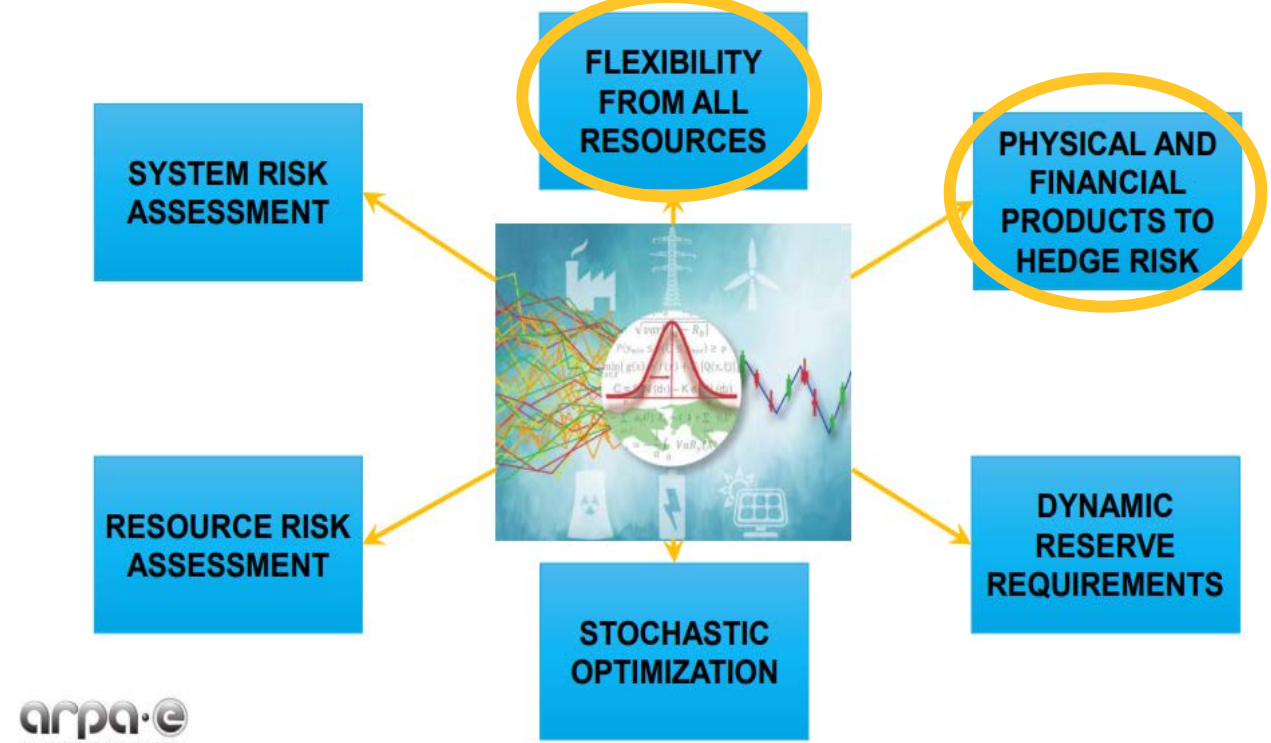 FLEXIBILITY
FROM ALL
RESOURCES
SYSTEM RISK
ASSESSMENT
PHYSICAL AND
FINANCIAL
PRODUCTS TO
HEDGE RISK
RESOURCE RISK
ASSESSMENT
DYNAMIC
RESERVE
REQUIREMENTS
STOCHASTIC
OPTIMIZATION
arpa·e